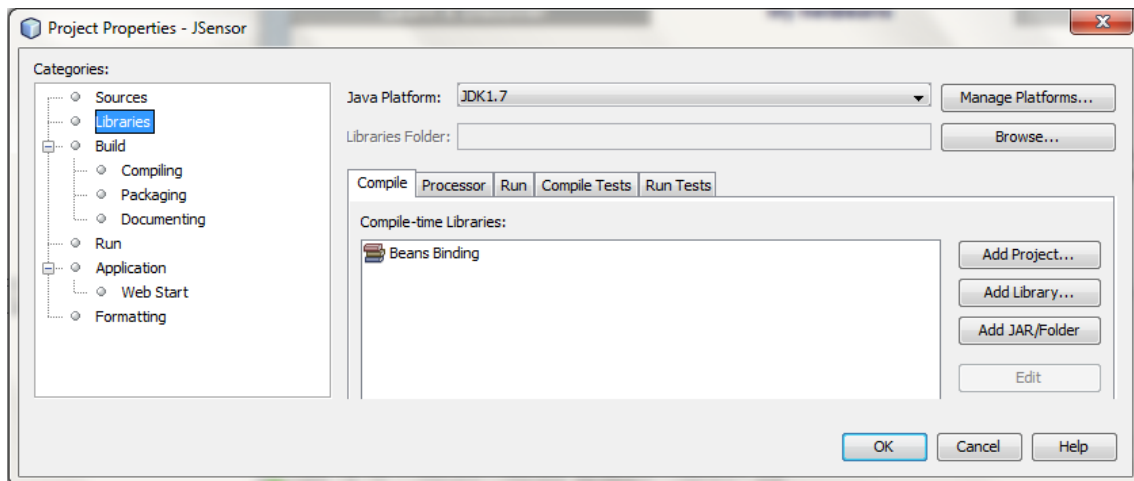 Project Properties - JSensor
Categories:
Sources
Libraries
Build
Compiling
Packaging
Documenting
Run
Application
Web Start
Formatting
Java Platform: JDK1.7 Manage Platforms...
Libraries Folder: Browse...
Compile Processor Run Compile Tests Run Tests
Compile-time Libraries:
Beans Binding
Add Project...
Add Library...
Add JAR/Folder
Edit
OK Cancel Help